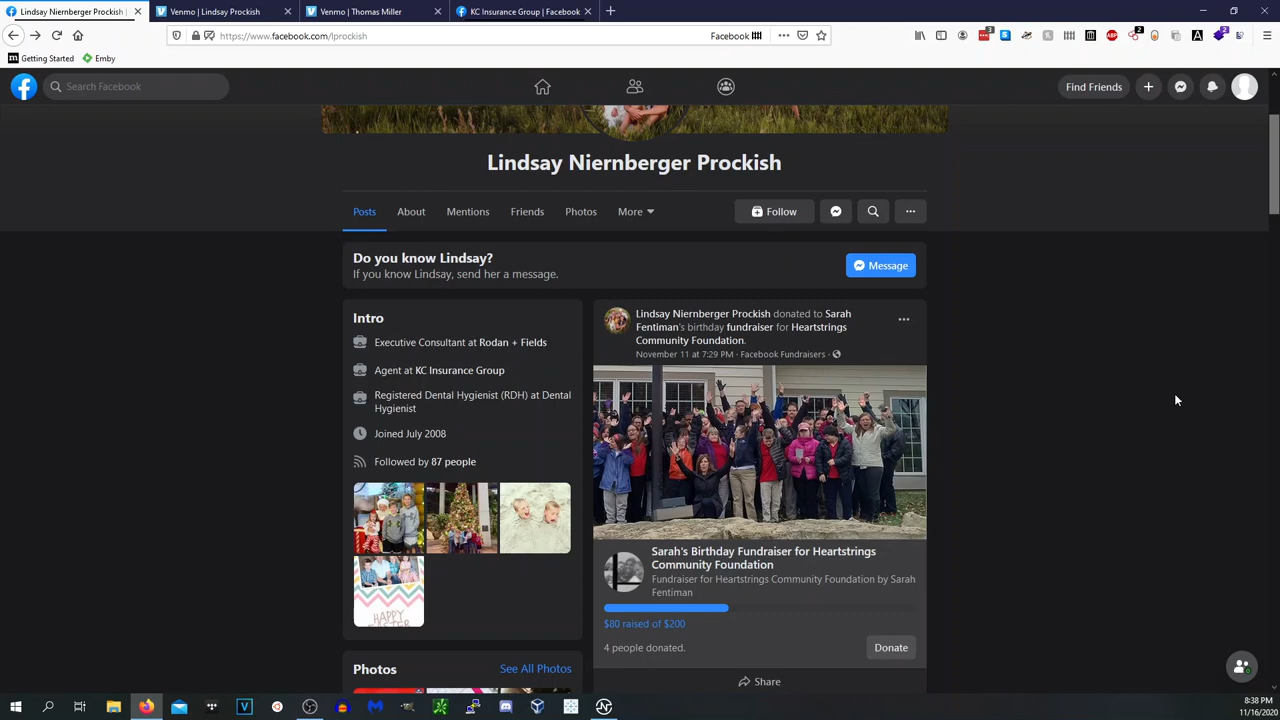 Lindsay Niernberger Prockish |
Venmo | Lindsay Prockish
Venmo | Thomas Miller
KC Insurance Group | Facebook
https://www.facebook.com/lprockish
Facebook
Getting Started
Emby
Search Facebook
Find Friends
Lindsay Niernberger Prockish
Posts
About
Mentions
Friends
Photos
More
Follow
Do you know Lindsay?
If you know Lindsay, send her a message.
Message
Intro
Executive Consultant at Rodan + Fields
Agent at KC Insurance Group
Registered Dental Hygienist (RDH) at Dental
Hygienist
Joined July 2008
Followed by 87 people
HAPPY
EASTER
Photos
See All Photos
Lindsay Niernberger Prockish donated to Sarah
Fentiman's birthday fundraiser for Heartstrings
Community Foundation.
November 11 at 7:29 PM · Facebook Fundraisers ·
Sarah's Birthday Fundraiser for Heartstrings
Community Foundation
Fundraiser for Heartstrings Community Foundation by Sarah
Fentiman
$80 raised of $200
4 people donated.
Donate
Share
8:38 PM
11/16/2020